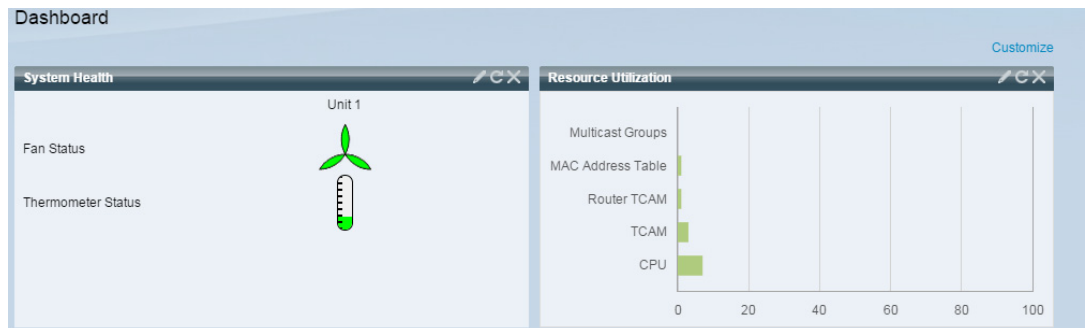 Dashboard
Customize
System Health
Unit 1
Fan Status
Thermometer Status
Resource Utilization
Multicast Groups
MAC Address Table
Router TCAM
TCAM
CPU
0 20 40 60 80 100